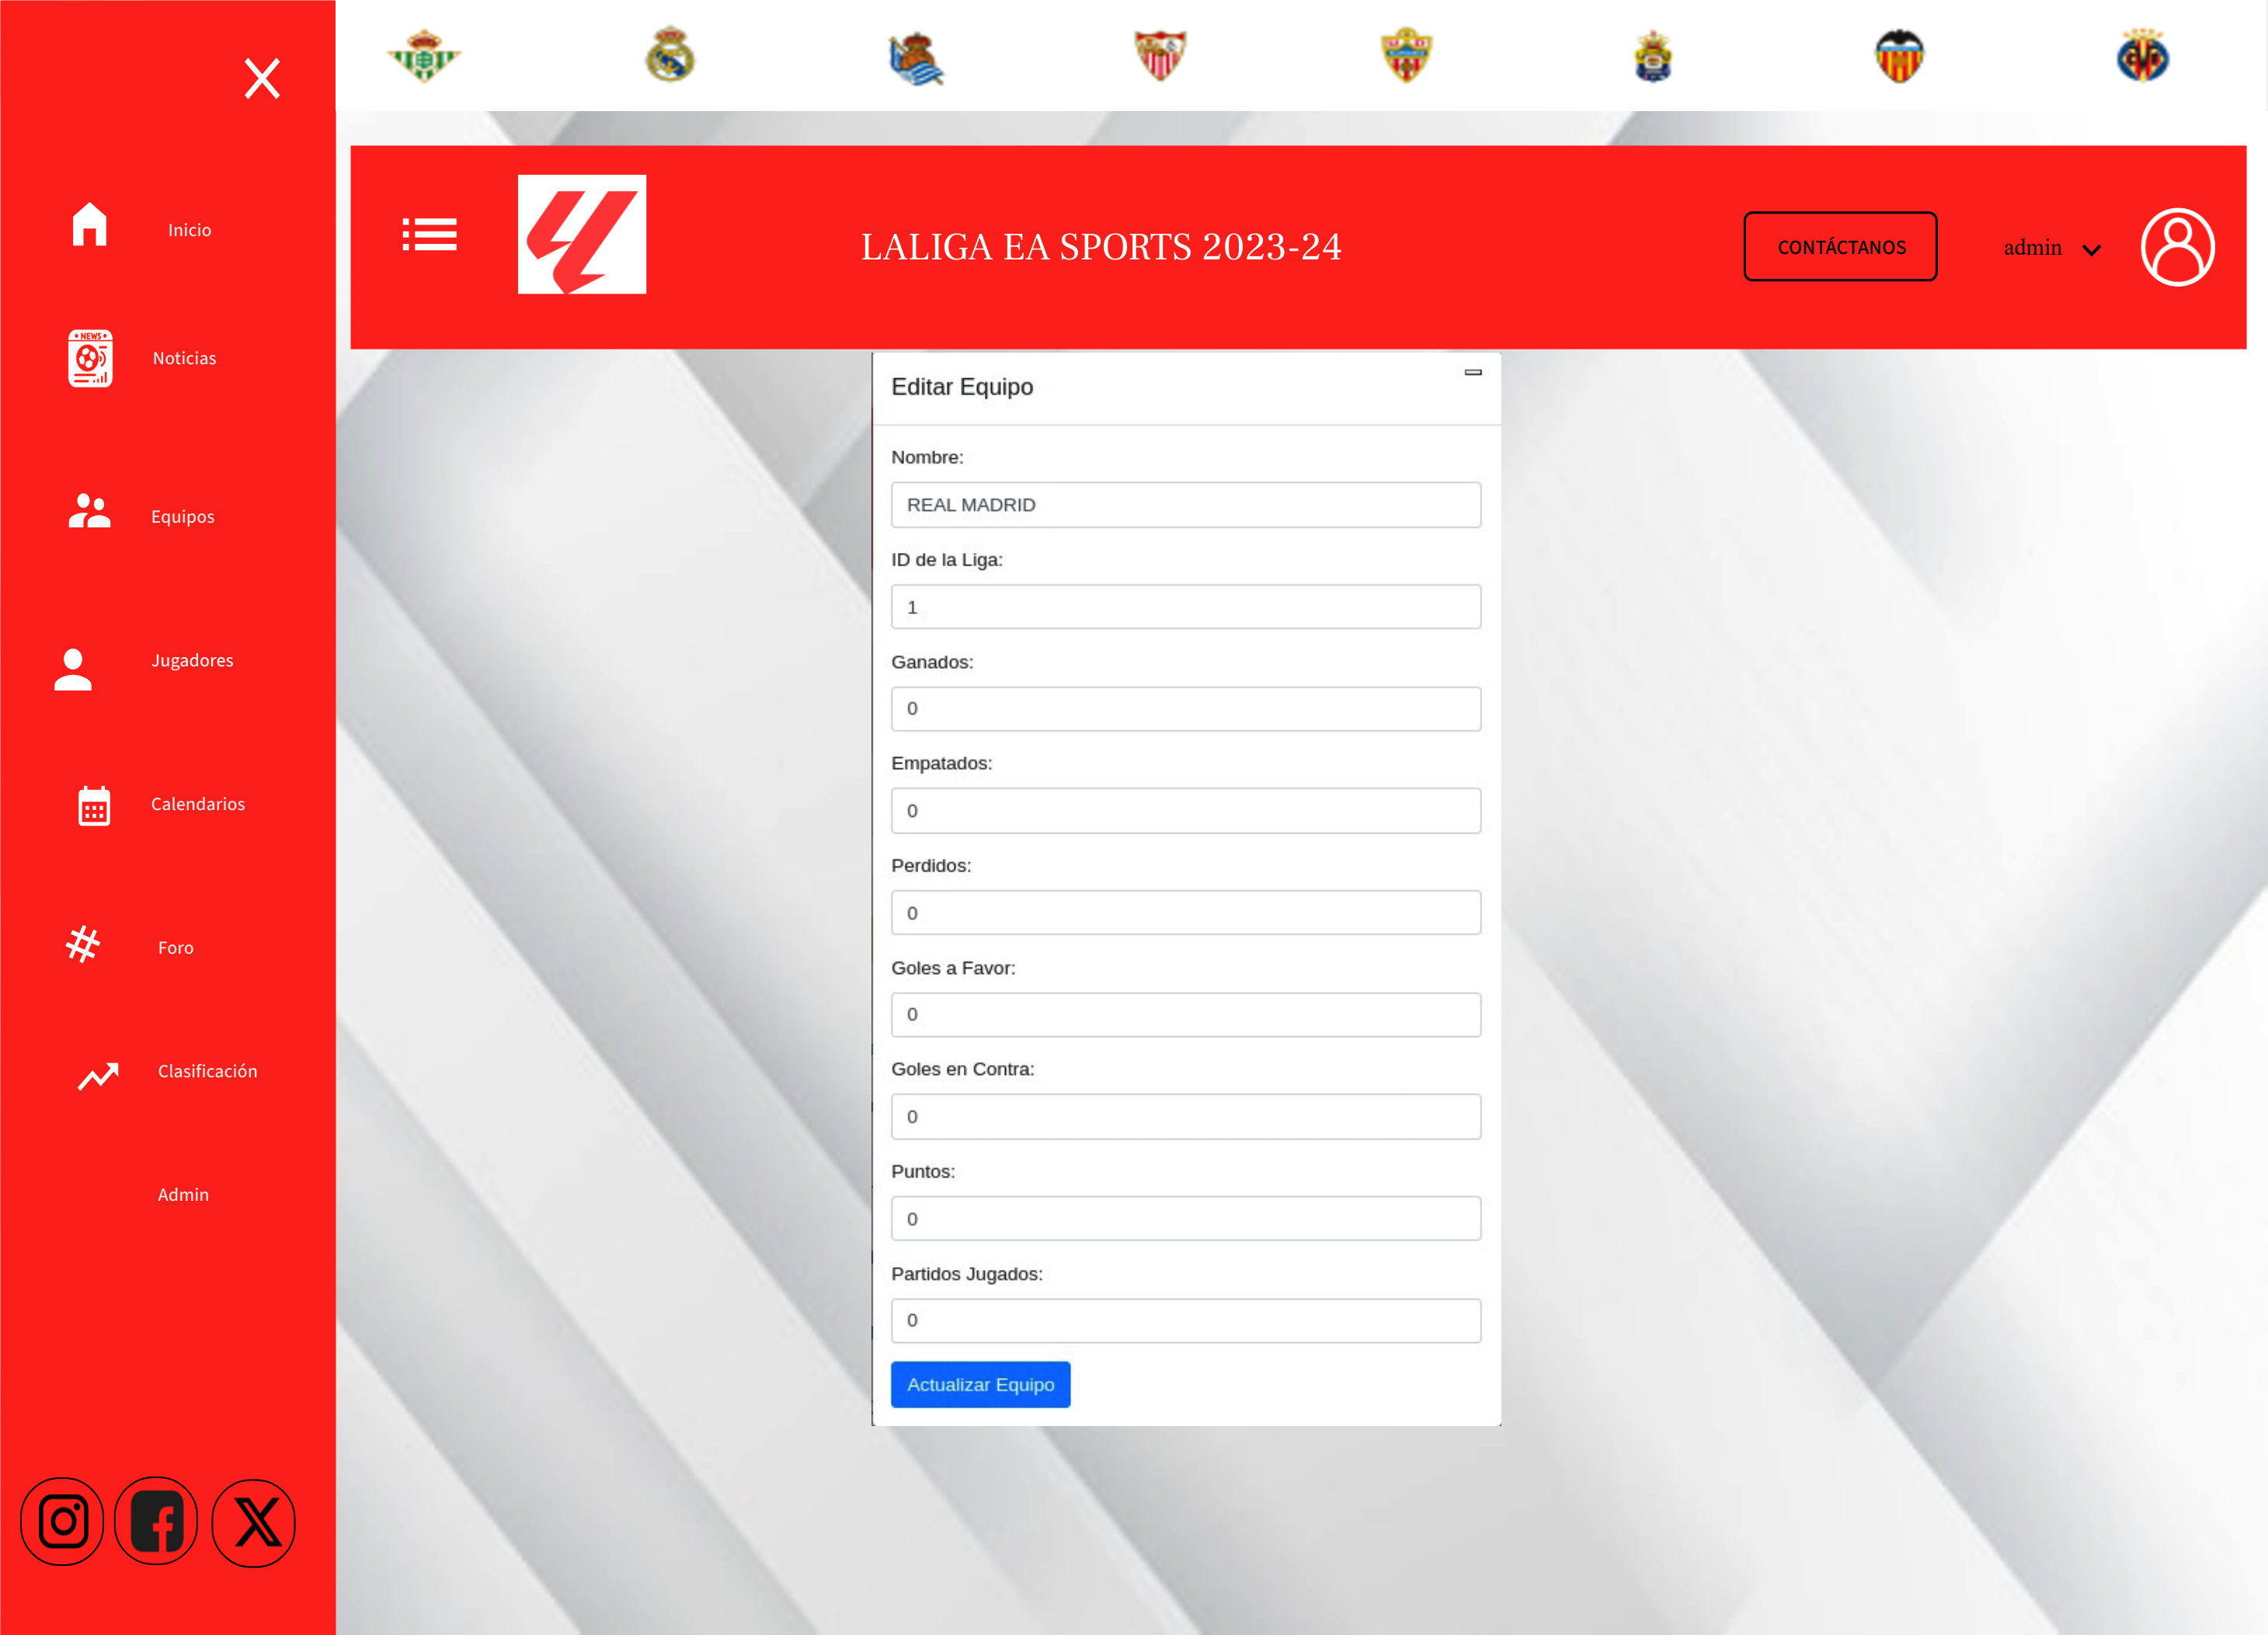 LALIGA EA SPORTS 2023-24
CONTÁCTANOS
admin
Inicio
NEWS
Noticias
Equipos
Jugadores
Calendarios
Foro
Clasificación
Admin
Editar Equipo
Nombre:
REAL MADRID
ID de la Liga:
1
Ganados:
0
Empatados:
0
Perdidos:
0
Goles a Favor:
0
Goles en Contra:
0
Puntos:
0
Partidos Jugados:
0
Actualizar Equipo